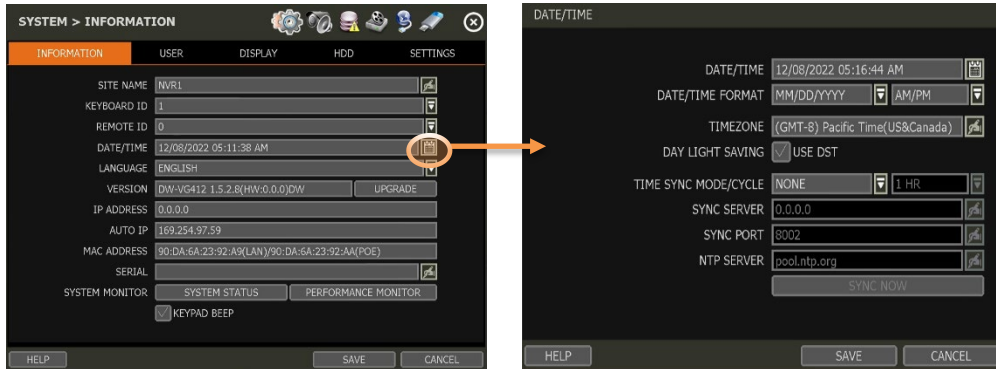 SYSTEM > INFORMATION
INFORMATION USER DISPLAY HDD SETTINGS
SITE NAME NVR1
KEYBOARD ID 1
REMOTE ID 0
DATE/TIME 12/08/2022 05:11:38 AM
LANGUAGE ENGLISH
VERSION DW-VG412 1.5.2.8(HW:0.0.0)DW UPGRADE
IP ADDRESS 0.0.0.0
AUTO IP 169.254.97.59
MAC ADDRESS 90:DA:6A:23:92:A9(LAN)/90:DA:6A:23:92:AA(POE)
SERIAL
SYSTEM MONITOR SYSTEM STATUS PERFORMANCE MONITOR
KEYPAD BEEP
HELP SAVE CANCEL
DATE/TIME
DATE/TIME 12/08/2022 05:16:44 AM
DATE/TIME FORMAT MM/DD/YYYY AM/PM
TIMEZONE (GMT-8) Pacific Time(US&Canada)
DAY LIGHT SAVING USE DST
TIME SYNC MODE/CYCLE NONE 1 HR
SYNC SERVER 0.0.0.0
SYNC PORT 8002
NTP SERVER pool.ntp.org
SYNC NOW
HELP SAVE CANCEL